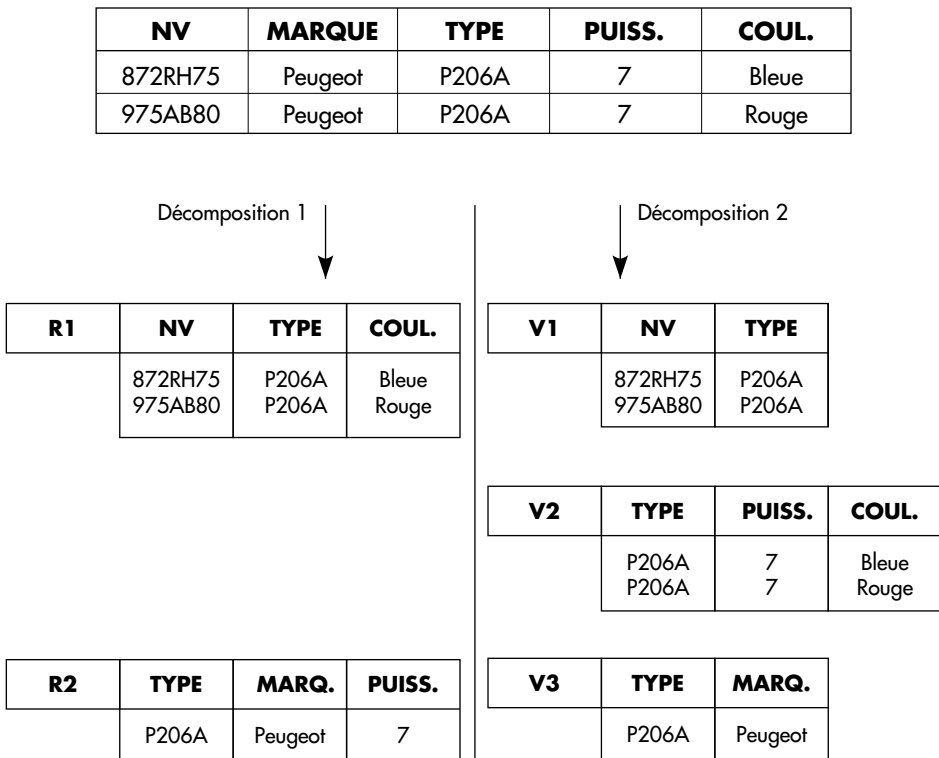 NV MARQUE TYPE PUISS. COUL.
872RH75 Peugeot P206A 7 Bleue
975AB80 Peugeot P206A 7 Rouge
Décomposition 1
Décomposition 2
R1 NV TYPE COUL.
872RH75 P206A Bleue
975AB80 P206A Rouge
V1 NV TYPE
872RH75 P206A
975AB80 P206A
V2 TYPE PUISS. COUL.
P206A 7 Bleue
P206A 7 Rouge
R2 TYPE MARQ. PUISS.
P206A Peugeot 7
V3 TYPE MARQ.
P206A Peugeot